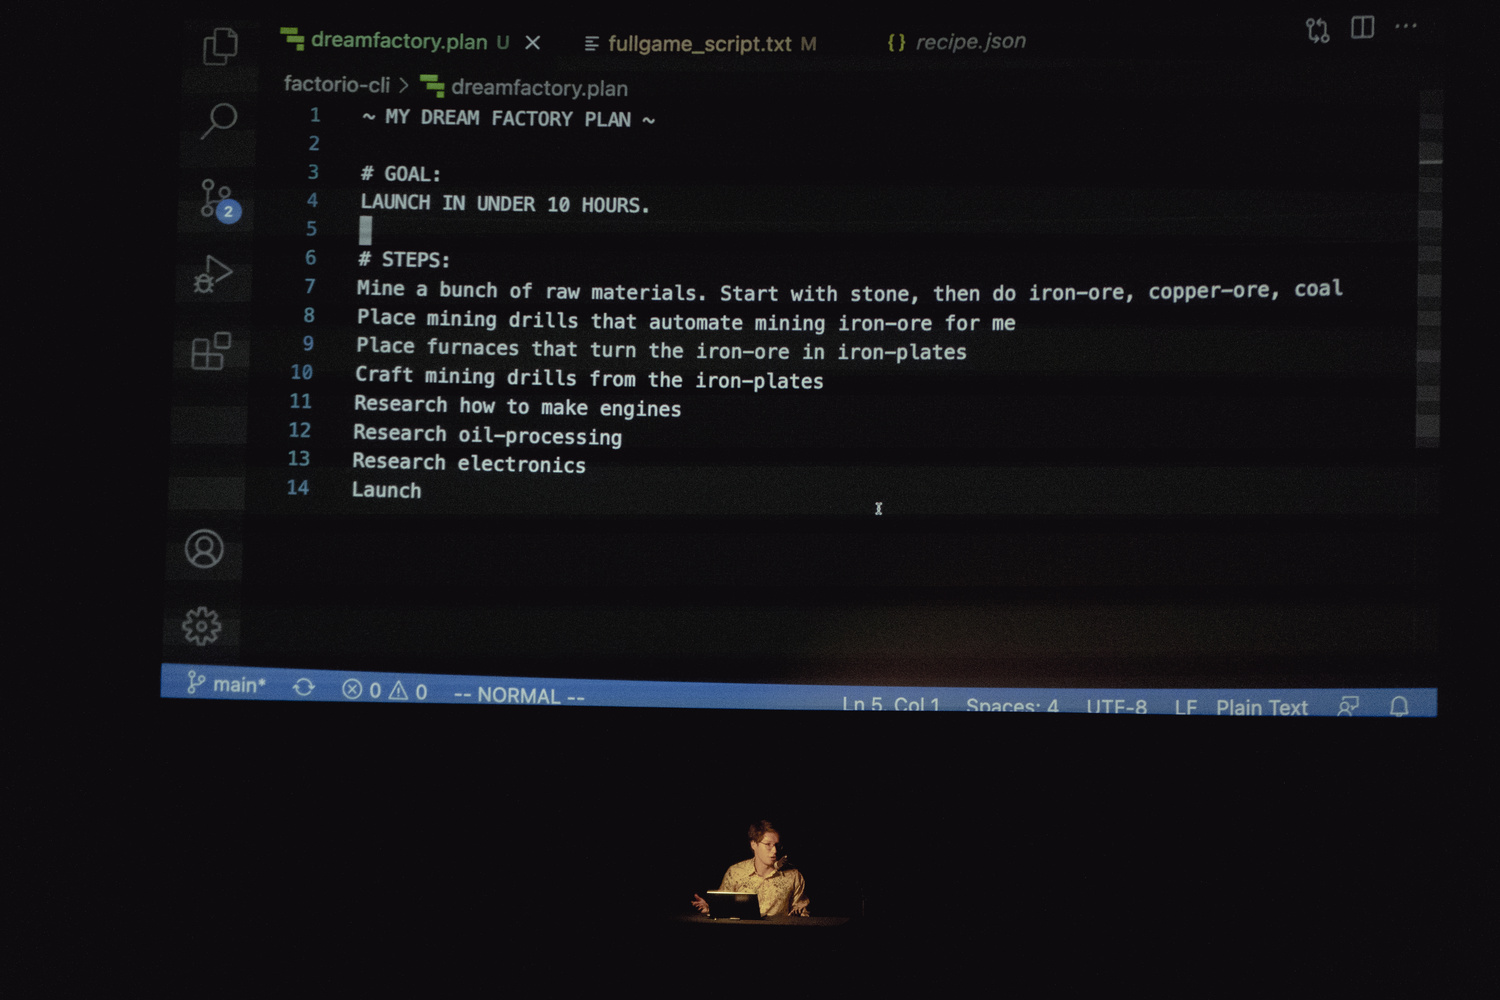 dreamfactory.plan U
fullgame_script.txt M
{} recipe.json
factorio-cli > dreamfactory.plan
1 ~ MY DREAM FACTORY PLAN ~
2
3 # GOAL:
4 LAUNCH IN UNDER 10 HOURS.
5
6 # STEPS:
7 Mine a bunch of raw materials. Start with stone, then do iron-ore, copper-ore, coal
8 Place mining drills that automate mining iron-ore for me
9 Place furnaces that turn the iron-ore in iron-plates
10 Craft mining drills from the iron-plates
11 Research how to make engines
12 Research oil-processing
13 Research electronics
14 Launch
2
main* 0 0 -- NORMAL -- Ln 5, Col 1 Spaces: 4 UTF-8 LF Plain Text